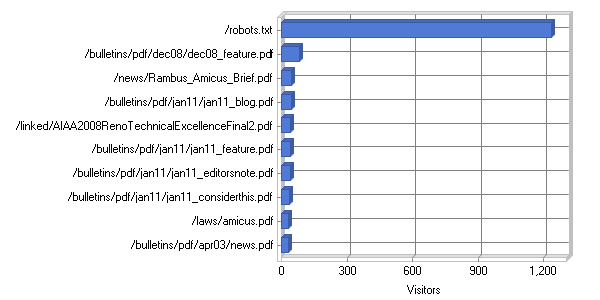 /robots.txt
/bulletins/pdf/dec08/dec08_feature.pdf
/news/Rambus_Amicus_Brief.pdf
/bulletins/pdf/jan11/jan11_blog.pdf
/linked/AIAA2008RenoTechnicalExcellenceFinal2.pdf
/bulletins/pdf/jan11/jan11_feature.pdf
/bulletins/pdf/jan11/jan11_editorsnote.pdf
/bulletins/pdf/jan11/jan11_considerthis.pdf
/laws/amicus.pdf
/bulletins/pdf/apr03/news.pdf
0 300 600 900 1,200
Visitors